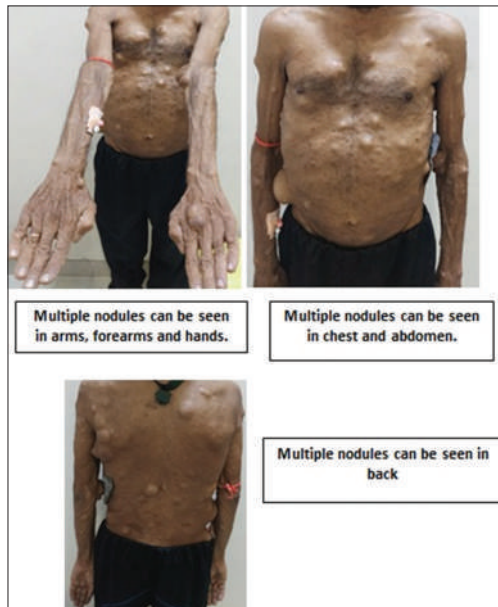 Multiple nodules can be seen
in arms, forearms and hands.
Multiple nodules can be seen
in chest and abdomen.
Multiple nodules can be seen in
back